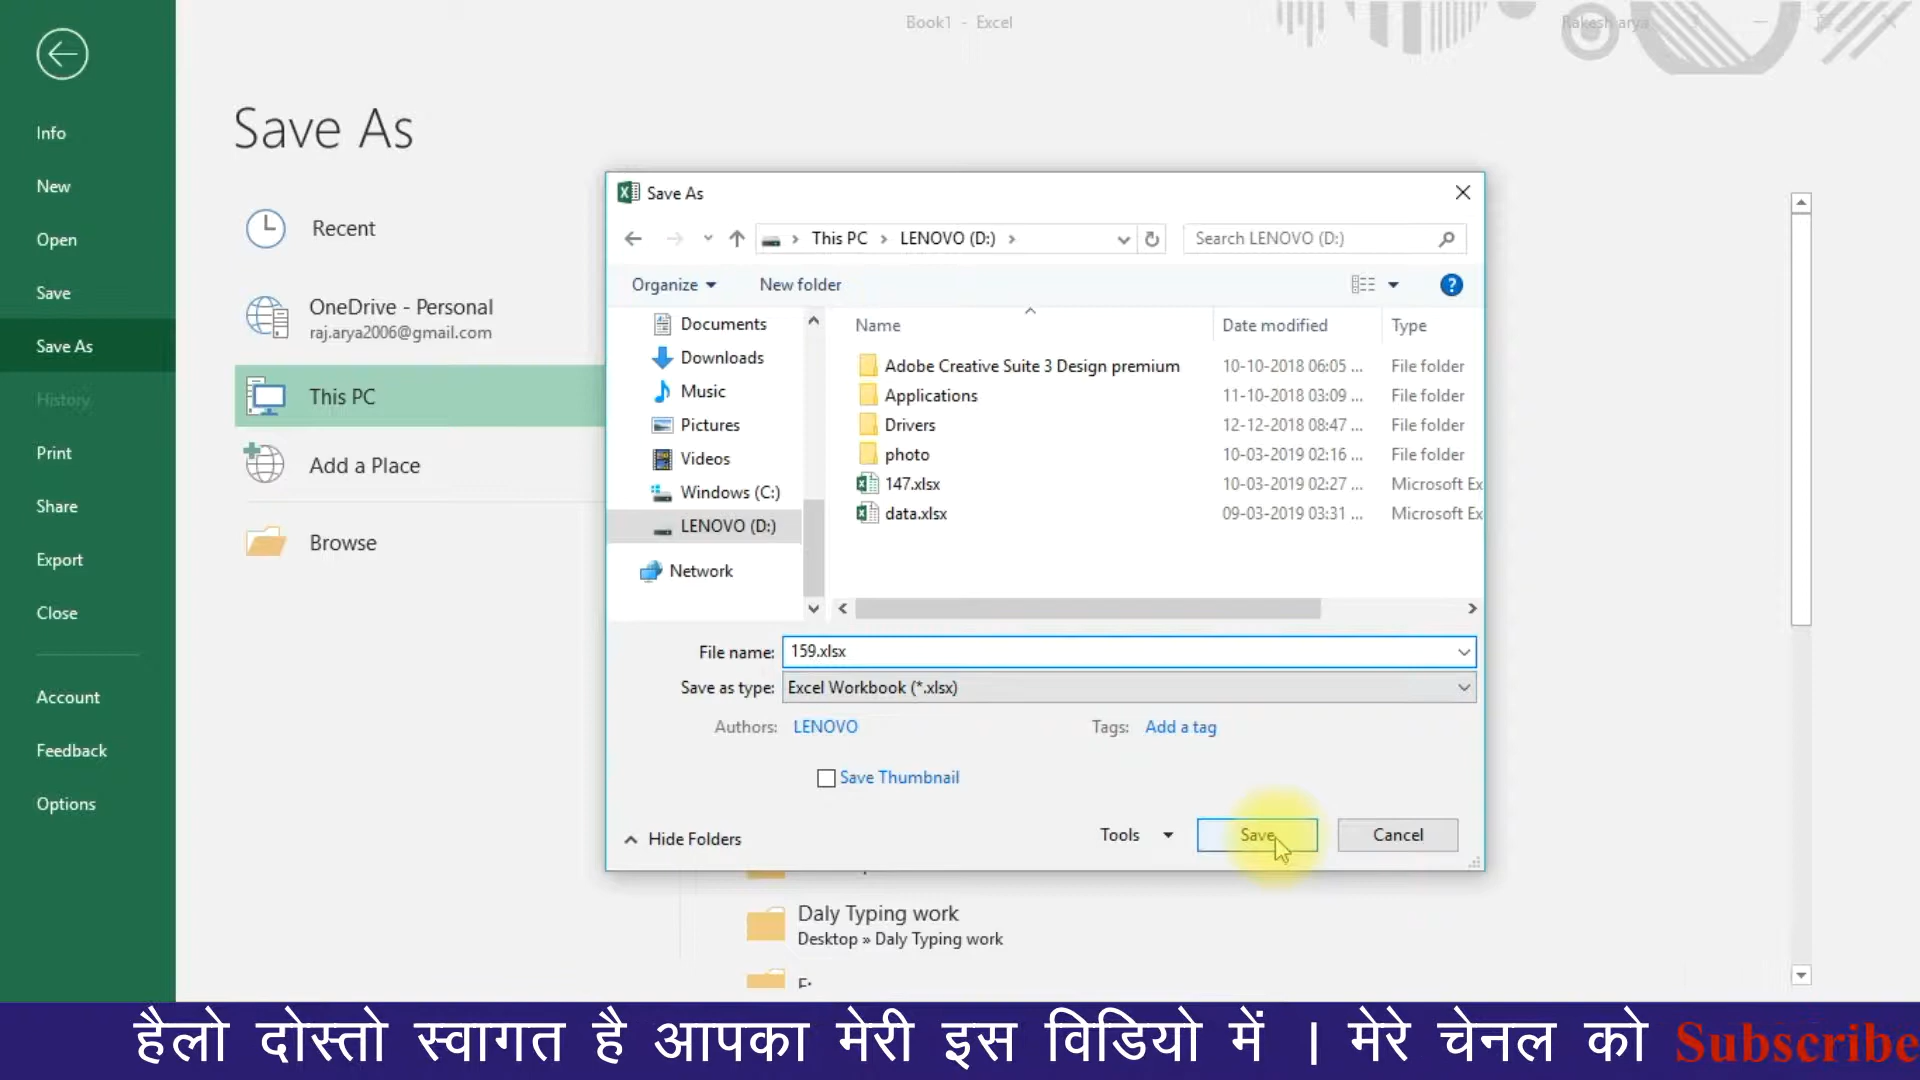 Book1 - Excel
Rakesh arya
Info
New
Open
Save
Save As
History
Print
Share
Export
Close
Account
Feedback
Options
Save As
Recent
OneDrive - Personal
raj.arya2006@gmail.com
This PC
Add a Place
Browse
Save As
This PC
LENOVO (D:)
Search LENOVO (D:)
Organize
New folder
Documents
Downloads
Music
Pictures
Videos
Windows (C:)
LENOVO (D:)
Network
Name Date modified Type
Adobe Creative Suite 3 Design premium 10-10-2018 06:05 ... File folder
Applications 11-10-2018 03:09 ... File folder
Drivers 12-12-2018 08:47 ... File folder
photo 10-03-2019 02:16 ... File folder
147.xlsx 10-03-2019 02:27 ... Microsoft Ex
data.xlsx 09-03-2019 03:31 ... Microsoft Ex
File name: 159.xlsx
Save as type: Excel Workbook (*.xlsx)
Authors: LENOVO Tags: Add a tag
Save Thumbnail
Hide Folders Tools Save Cancel
Daly Typing work
Desktop » Daly Typing work
हैलो दोस्तो स्वागत है आपका मेरी इस विडियो में | मेरे चेनल को Subscribe